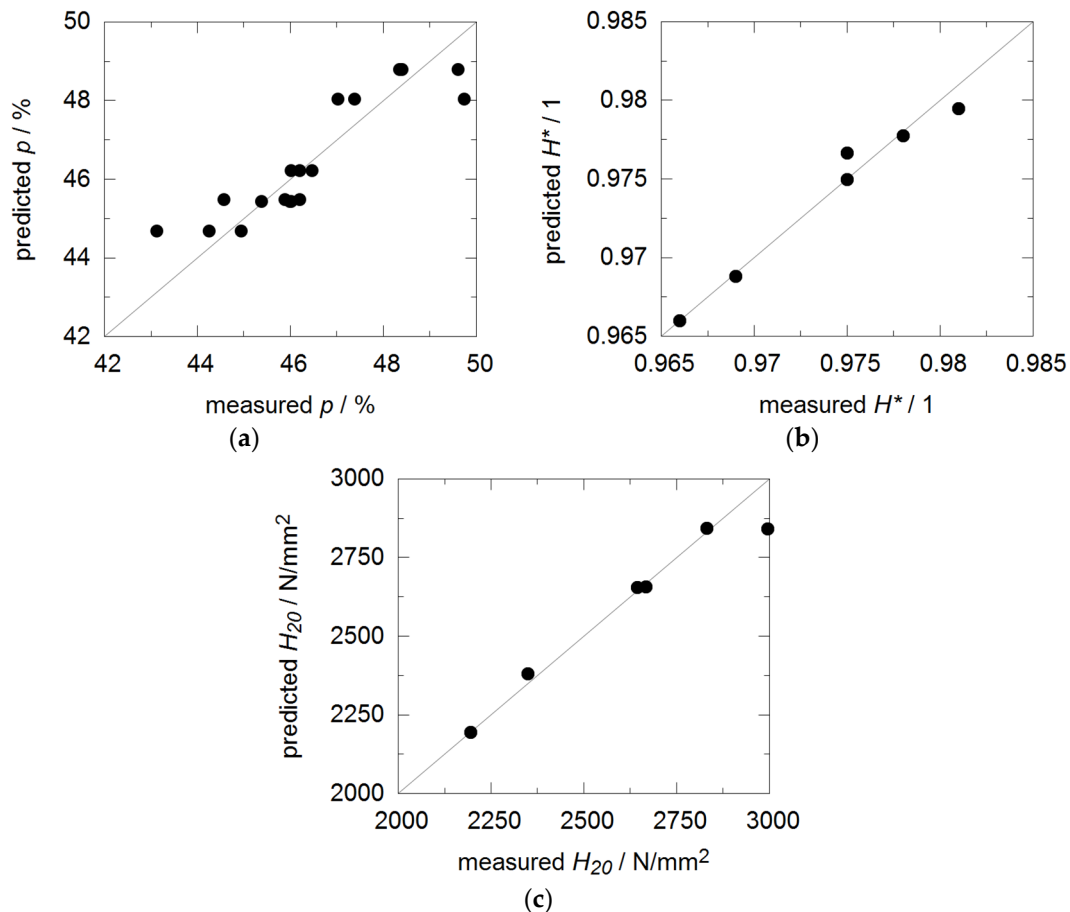 50
48
46
44
42
predicted p / %
42 44 46 48 50
measured p / %
(a)
0.985
0.98
0.975
0.97
0.965
predicted H* / 1
0.965 0.97 0.975 0.98 0.985
measured H* / 1
(b)
3000
2750
2500
2250
2000
predicted H20 / N/mm²
2000 2250 2500 2750 3000
measured H20 / N/mm²
(c)